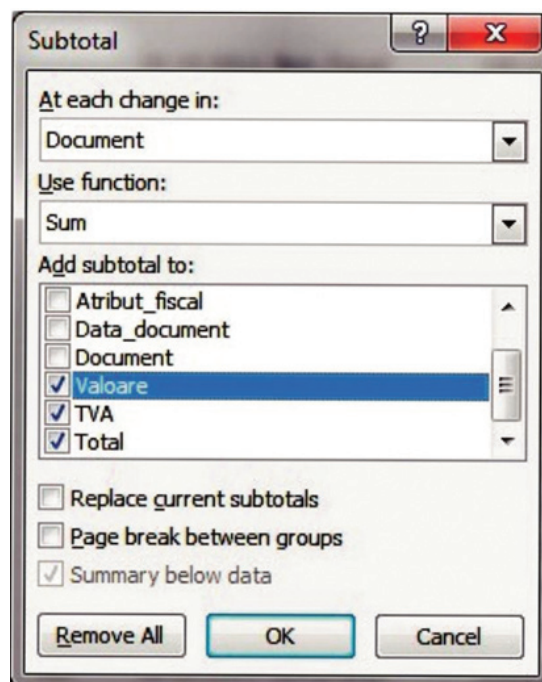 Subtotal
?
X
At each change in:
Document
Use function:
Sum
Add subtotal to:
Atribut_fiscal
Data_document
Document
Valoare
TVA
Total
Replace current subtotals
Page break between groups
Summary below data
Remove All OK Cancel